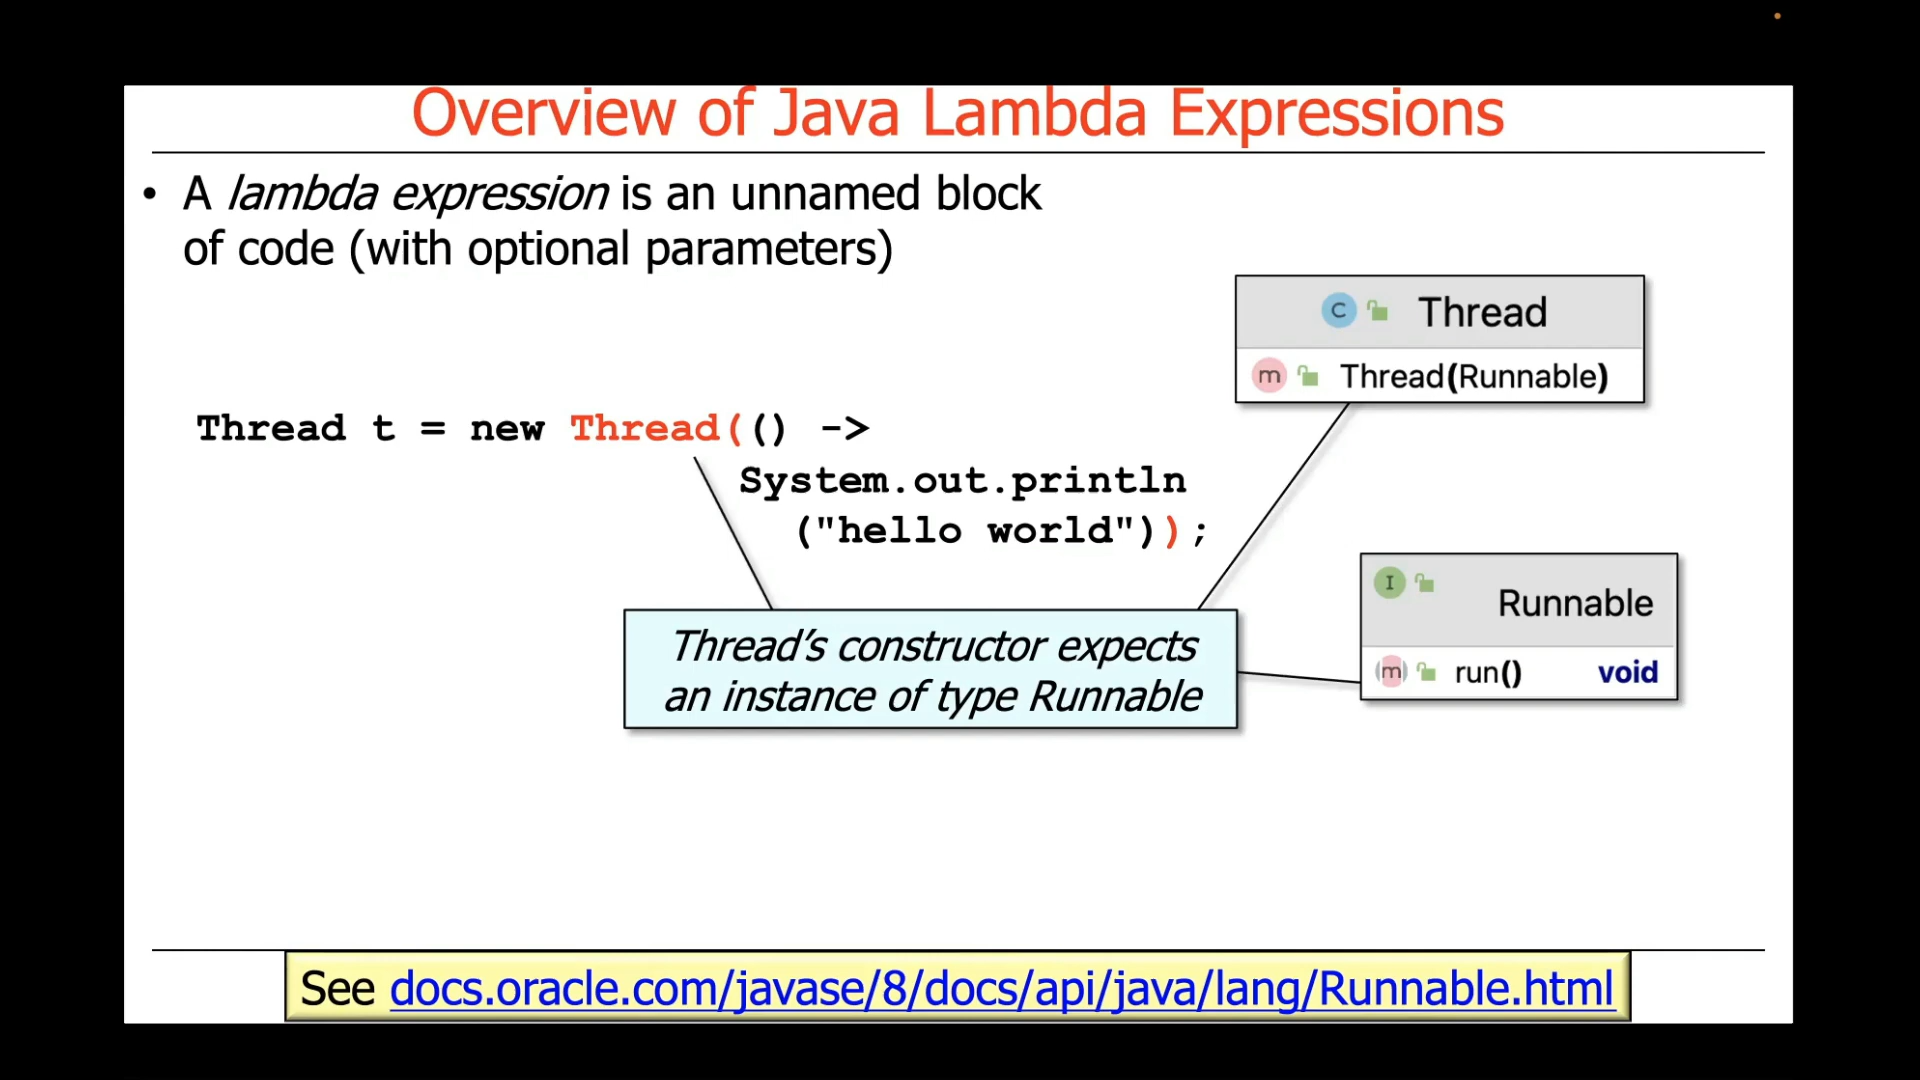 Overview of Java Lambda Expressions
• A lambda expression is an unnamed block
of code (with optional parameters)
C Thread
m Thread(Runnable)
Thread t = new Thread(() ->
System.out.println
("hello world"));
I Runnable
m run() void
Thread’s constructor expects
an instance of type Runnable
See docs.oracle.com/javase/8/docs/api/java/lang/Runnable.html